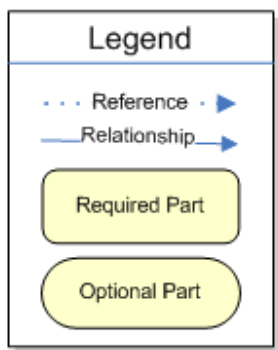 Legend
Reference
Relationship
Required Part
Optional Part